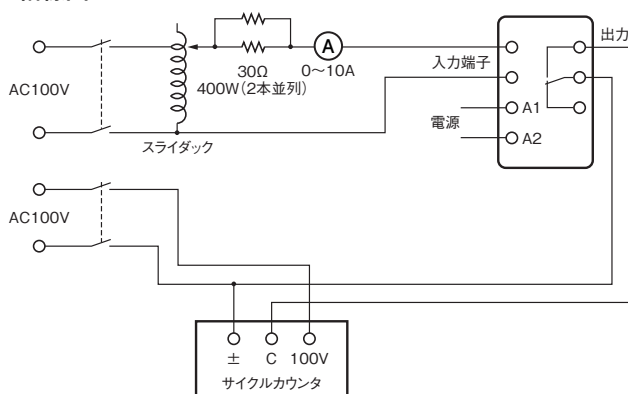 AC100V
スライダック
30Ω
400W(2本並列)
A
0～10A
入力端子
電源
A1
A2
出力
AC100V
± C 100V
サイクルカウンタ